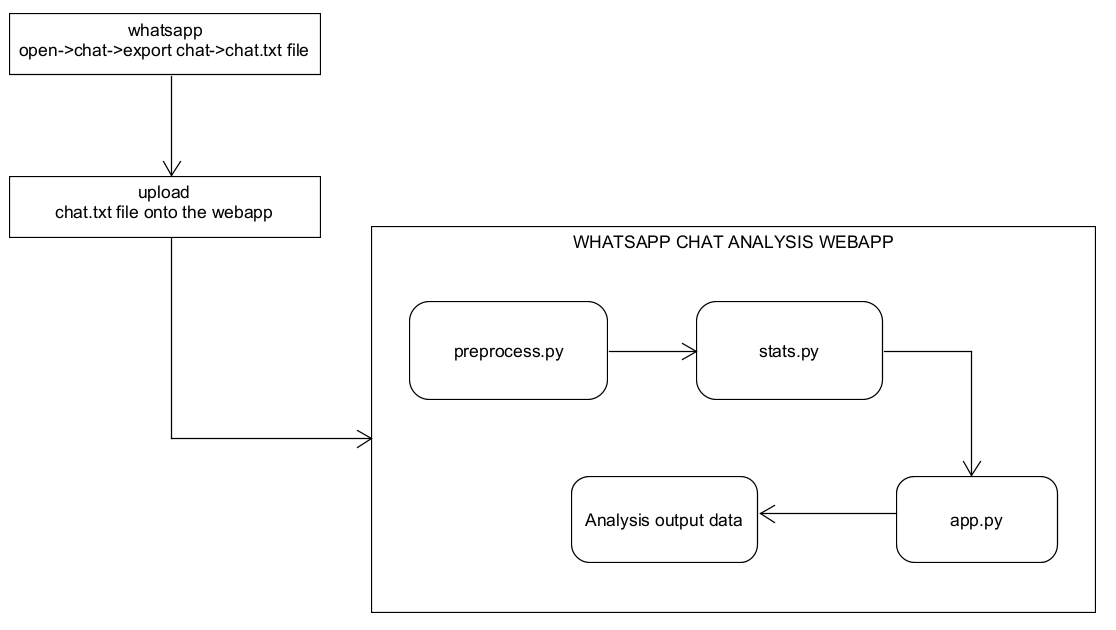 whatsapp
open->chat->export chat->chat.txt file
upload
chat.txt file onto the webapp
WHATSAPP CHAT ANALYSIS WEBAPP
preprocess.py
stats.py
Analysis output data
app.py